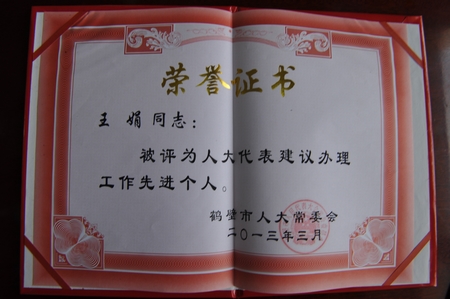 荣誉证书
王娟同志：
被评为人大代表建议办理
工作先进个人。
鹤壁市人大常委会
二〇一三年三月